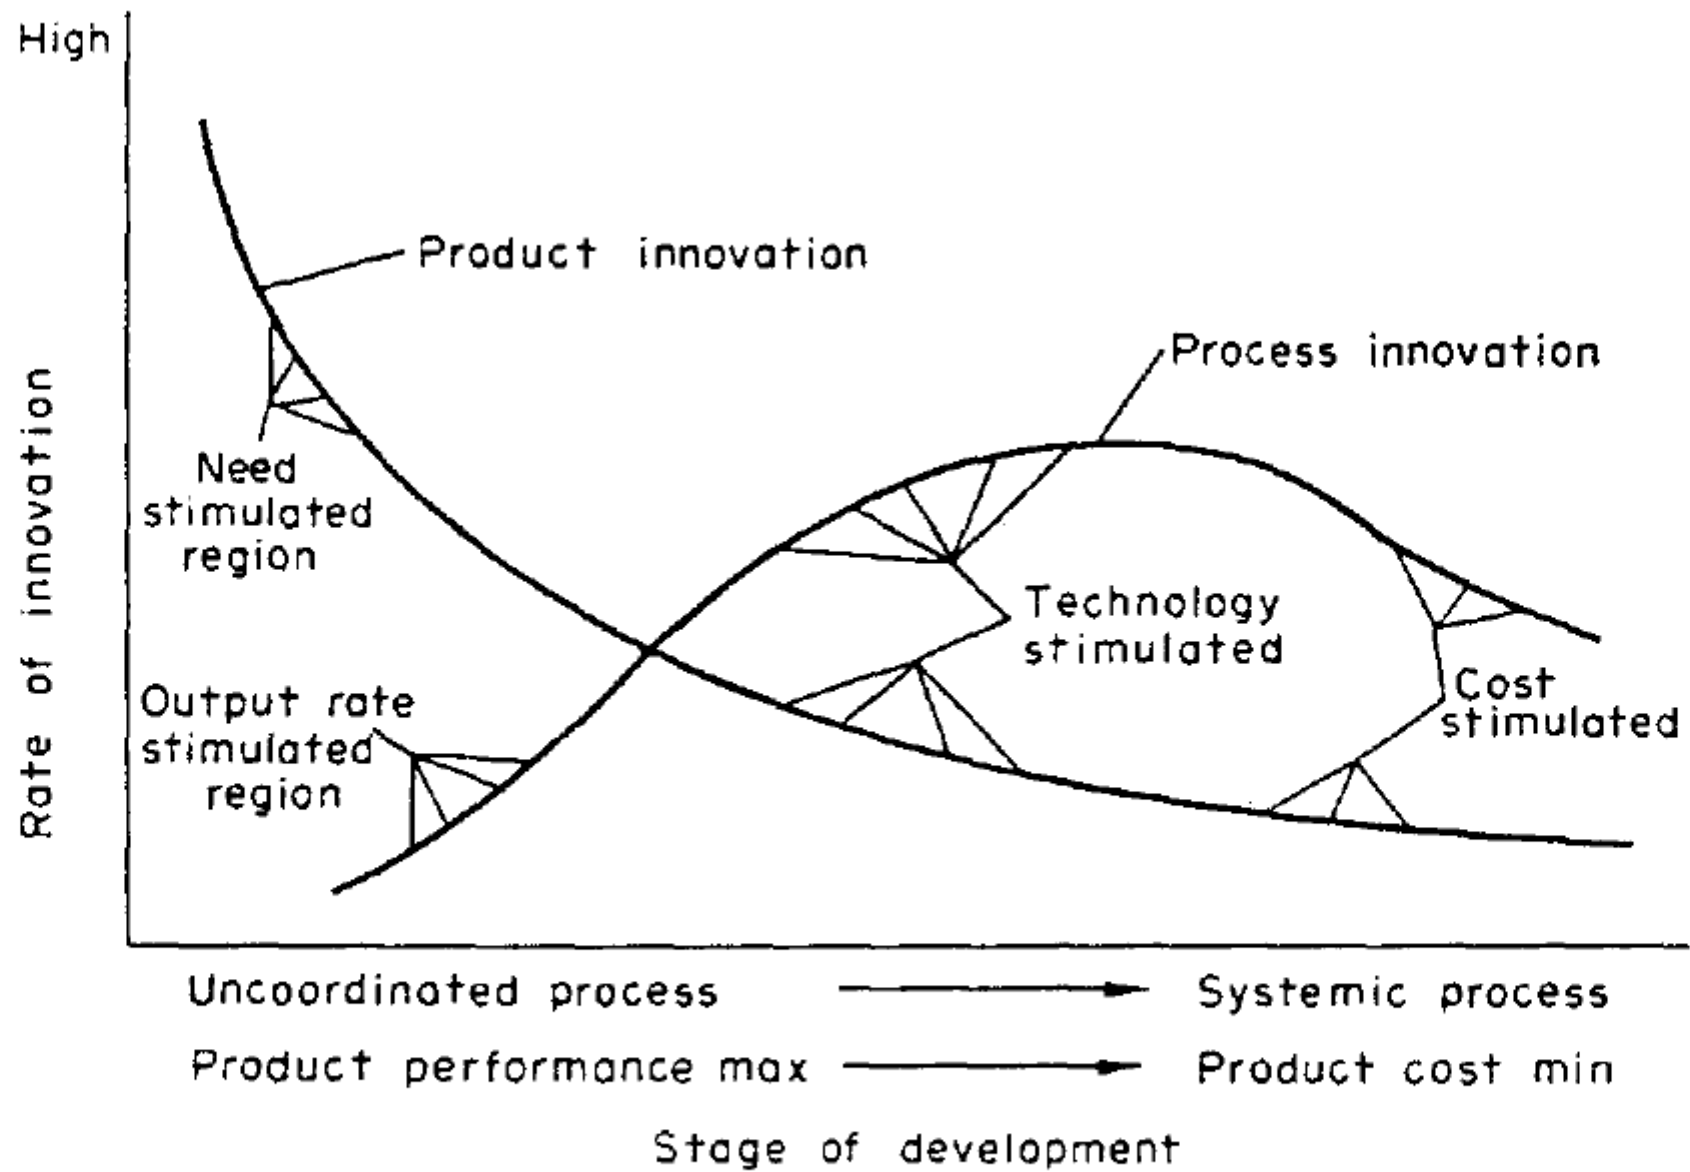 High
Product innovation
Process innovation
Need
stimulated
region
Technology
stimulated
Output rate
stimulated
region
Cost
stimulated
Rate of innovation
Uncoordinated process
Systemic process
Product performance max
Product cost min
Stage of development